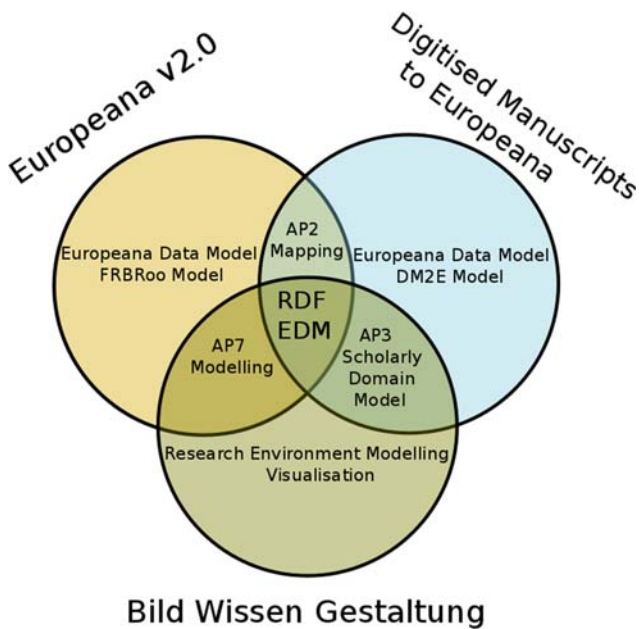 Europeana v2.0
Digitised Manuscripts
to Europeana
AP2
Mapping
Europeana Data Model
FRBRoo Model
Europeana Data Model
DM2E Model
RDF
EDM
AP7
Modelling
AP3
Scholarly
Domain
Model
Research Environment Modelling
Visualisation
Bild Wissen Gestaltung